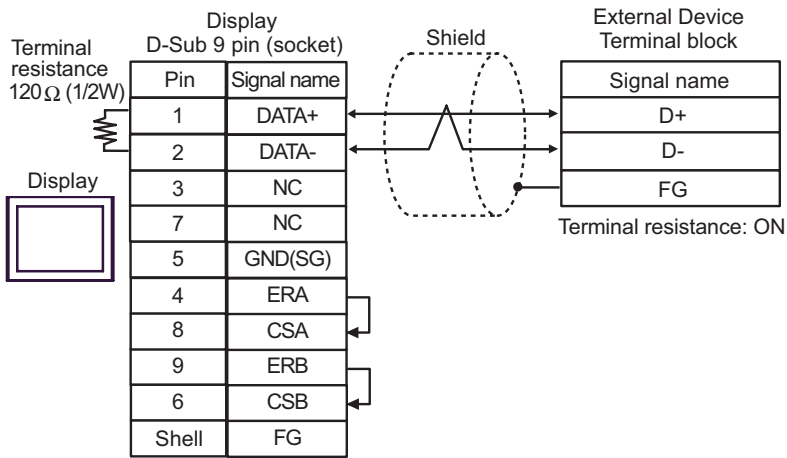 Display
D-Sub 9 pin (socket)
Terminal
resistance
120Ω (1/2W)
Shield
External Device
Terminal block
Pin Signal name
1 DATA+
2 DATA-
3 NC
7 NC
5 GND(SG)
4 ERA
8 CSA
9 ERB
6 CSB
Shell FG
Display
Signal name
D+
D-
FG
Terminal resistance: ON